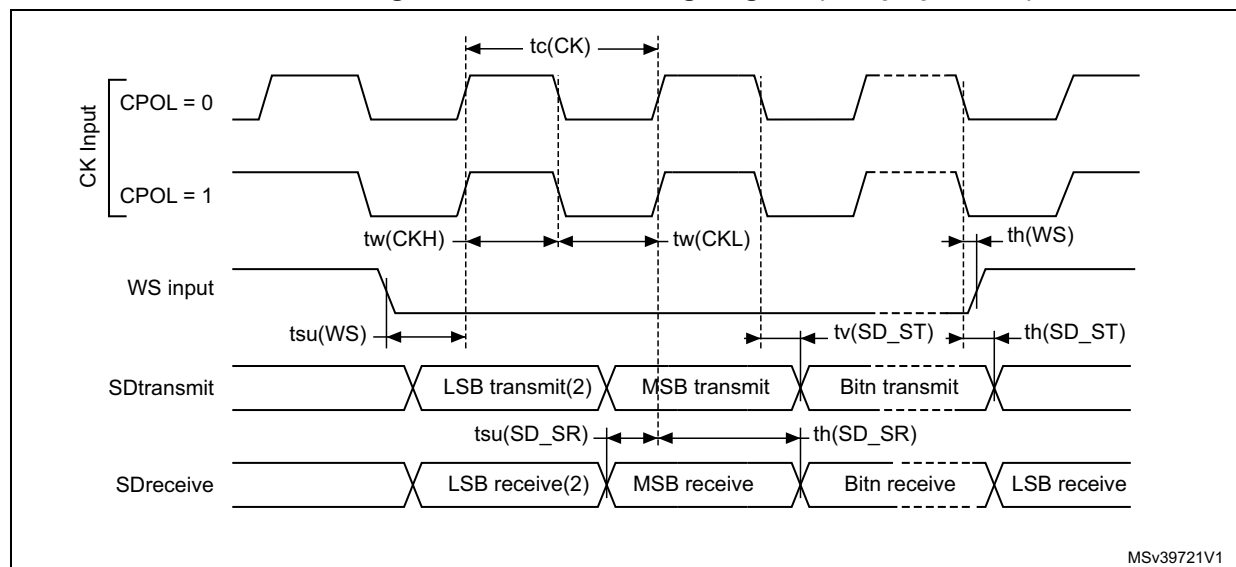 tc(CK)
CK Input
CPOL = 0
CPOL = 1
tw(CKH)
tw(CKL)
th(WS)
WS input
tsu(WS)
tv(SD_ST)
th(SD_ST)
SDtransmit
LSB transmit(2)
MSB transmit
Bitn transmit
tsu(SD_SR)
th(SD_SR)
SDreceive
LSB receive(2)
MSB receive
Bitn receive
LSB receive
MSv39721V1